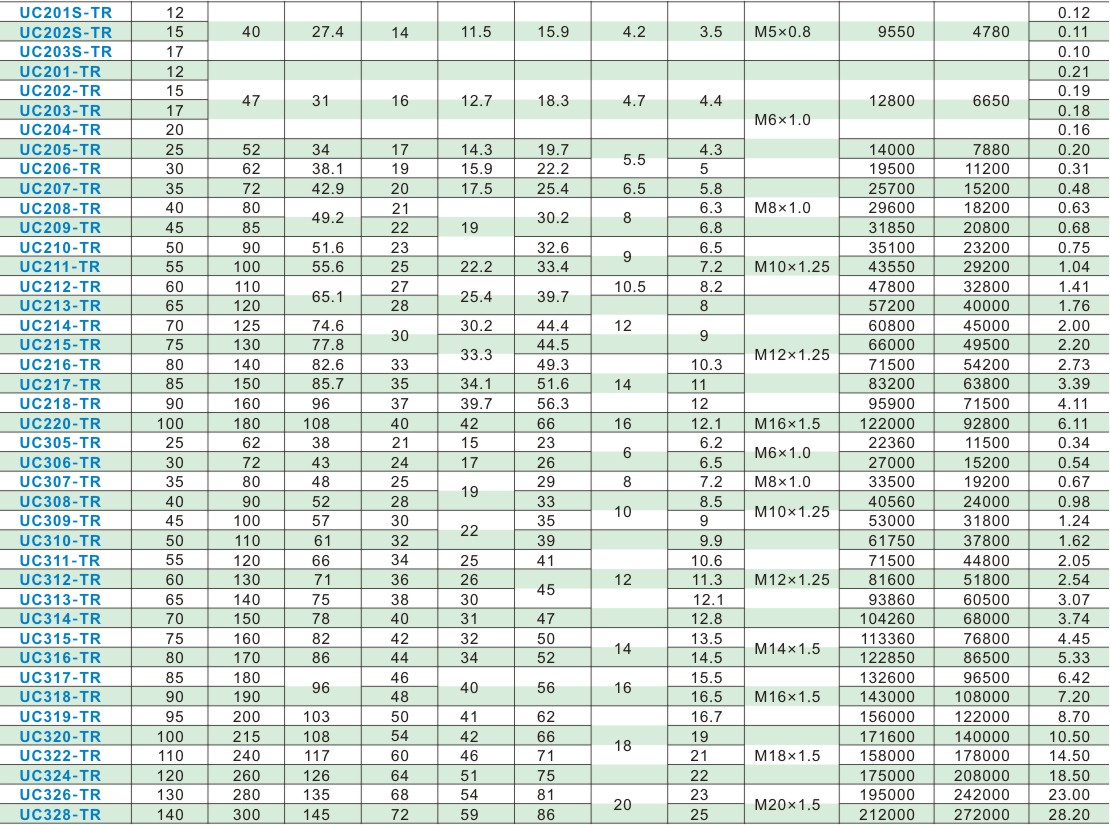 UC201S-TR 12 0.12
UC202S-TR 15 40 27.4 14 11.5 15.9 4.2 3.5 M5×0.8 9550 4780 0.11
UC203S-TR 17 0.10
UC201-TR 12 0.21
UC202-TR 15 0.19
47 31 16 12.7 18.3 4.7 4.4 12800 6650
UC203-TR 17 0.18
M6×1.0
UC204-TR 20 0.16
UC205-TR 25 52 34 17 14.3 19.7 4.3 14000 7880 0.20
5.5
UC206-TR 30 62 38.1 19 15.9 22.2 5 19500 11200 0.31
UC207-TR 35 72 42.9 20 17.5 25.4 6.5 5.8 25700 15200 0.48
UC208-TR 40 80 21 6.3 M8×1.0 29600 18200 0.63
49.2 30.2 8
UC209-TR 45 85 22 19 6.8 31850 20800 0.68
UC210-TR 50 90 51.6 23 32.6 6.5 35100 23200 0.75
9
UC211-TR 55 100 55.6 25 22.2 33.4 7.2 M10×1.25 43550 29200 1.04
UC212-TR 60 110 27 10.5 8.2 47800 32800 1.41
65.1 25.4 39.7
UC213-TR 65 120 28 8 57200 40000 1.76
UC214-TR 70 125 74.6 30.2 44.4 12 60800 45000 2.00
30 9
UC215-TR 75 130 77.8 44.5 66000 49500 2.20
33.3 M12×1.25
UC216-TR 80 140 82.6 33 49.3 10.3 71500 54200 2.73
UC217-TR 85 150 85.7 35 34.1 51.6 14 11 83200 63800 3.39
UC218-TR 90 160 96 37 39.7 56.3 12 95900 71500 4.11
UC220-TR 100 180 108 40 42 66 16 12.1 M16×1.5 122000 92800 6.11
UC305-TR 25 62 38 21 15 23 6.2 22360 11500 0.34
6 M6×1.0
UC306-TR 30 72 43 24 17 26 6.5 27000 15200 0.54
UC307-TR 35 80 48 25 29 8 7.2 M8×1.0 33500 19200 0.67
19
UC308-TR 40 90 52 28 33 8.5 40560 24000 0.98
10 M10×1.25
UC309-TR 45 100 57 30 35 9 53000 31800 1.24
22
UC310-TR 50 110 61 32 39 9.9 61750 37800 1.62
UC311-TR 55 120 66 34 25 41 10.6 71500 44800 2.05
UC312-TR 60 130 71 36 26 12 11.3 M12×1.25 81600 51800 2.54
45
UC313-TR 65 140 75 38 30 12.1 93860 60500 3.07
UC314-TR 70 150 78 40 31 47 12.8 104260 68000 3.74
UC315-TR 75 160 82 42 32 50 13.5 113360 76800 4.45
14 M14×1.5
UC316-TR 80 170 86 44 34 52 14.5 122850 86500 5.33
UC317-TR 85 180 46 15.5 132600 96500 6.42
96 40 56 16
UC318-TR 90 190 48 16.5 M16×1.5 143000 108000 7.20
UC319-TR 95 200 103 50 41 62 16.7 156000 122000 8.70
UC320-TR 100 215 108 54 42 66 19 171600 140000 10.50
18
UC322-TR 110 240 117 60 46 71 21 M18×1.5 158000 178000 14.50
UC324-TR 120 260 126 64 51 75 22 175000 208000 18.50
UC326-TR 130 280 135 68 54 81 23 195000 242000 23.00
20 M20×1.5
UC328-TR 140 300 145 72 59 86 25 212000 272000 28.20